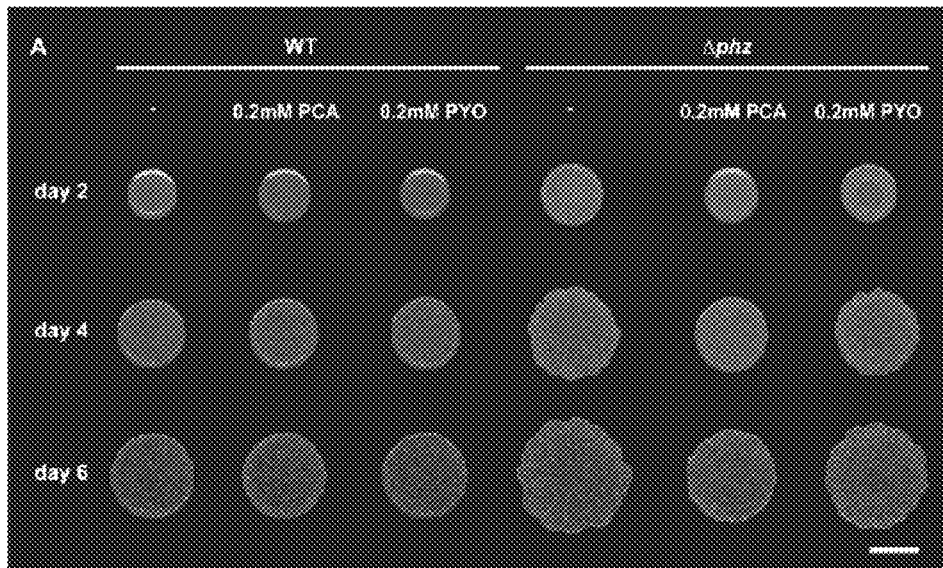 A
WT
Δphz
-
0.2mM PCA
0.2mM PYO
-
0.2mM PCA
0.2mM PYO
day 2
day 4
day 6